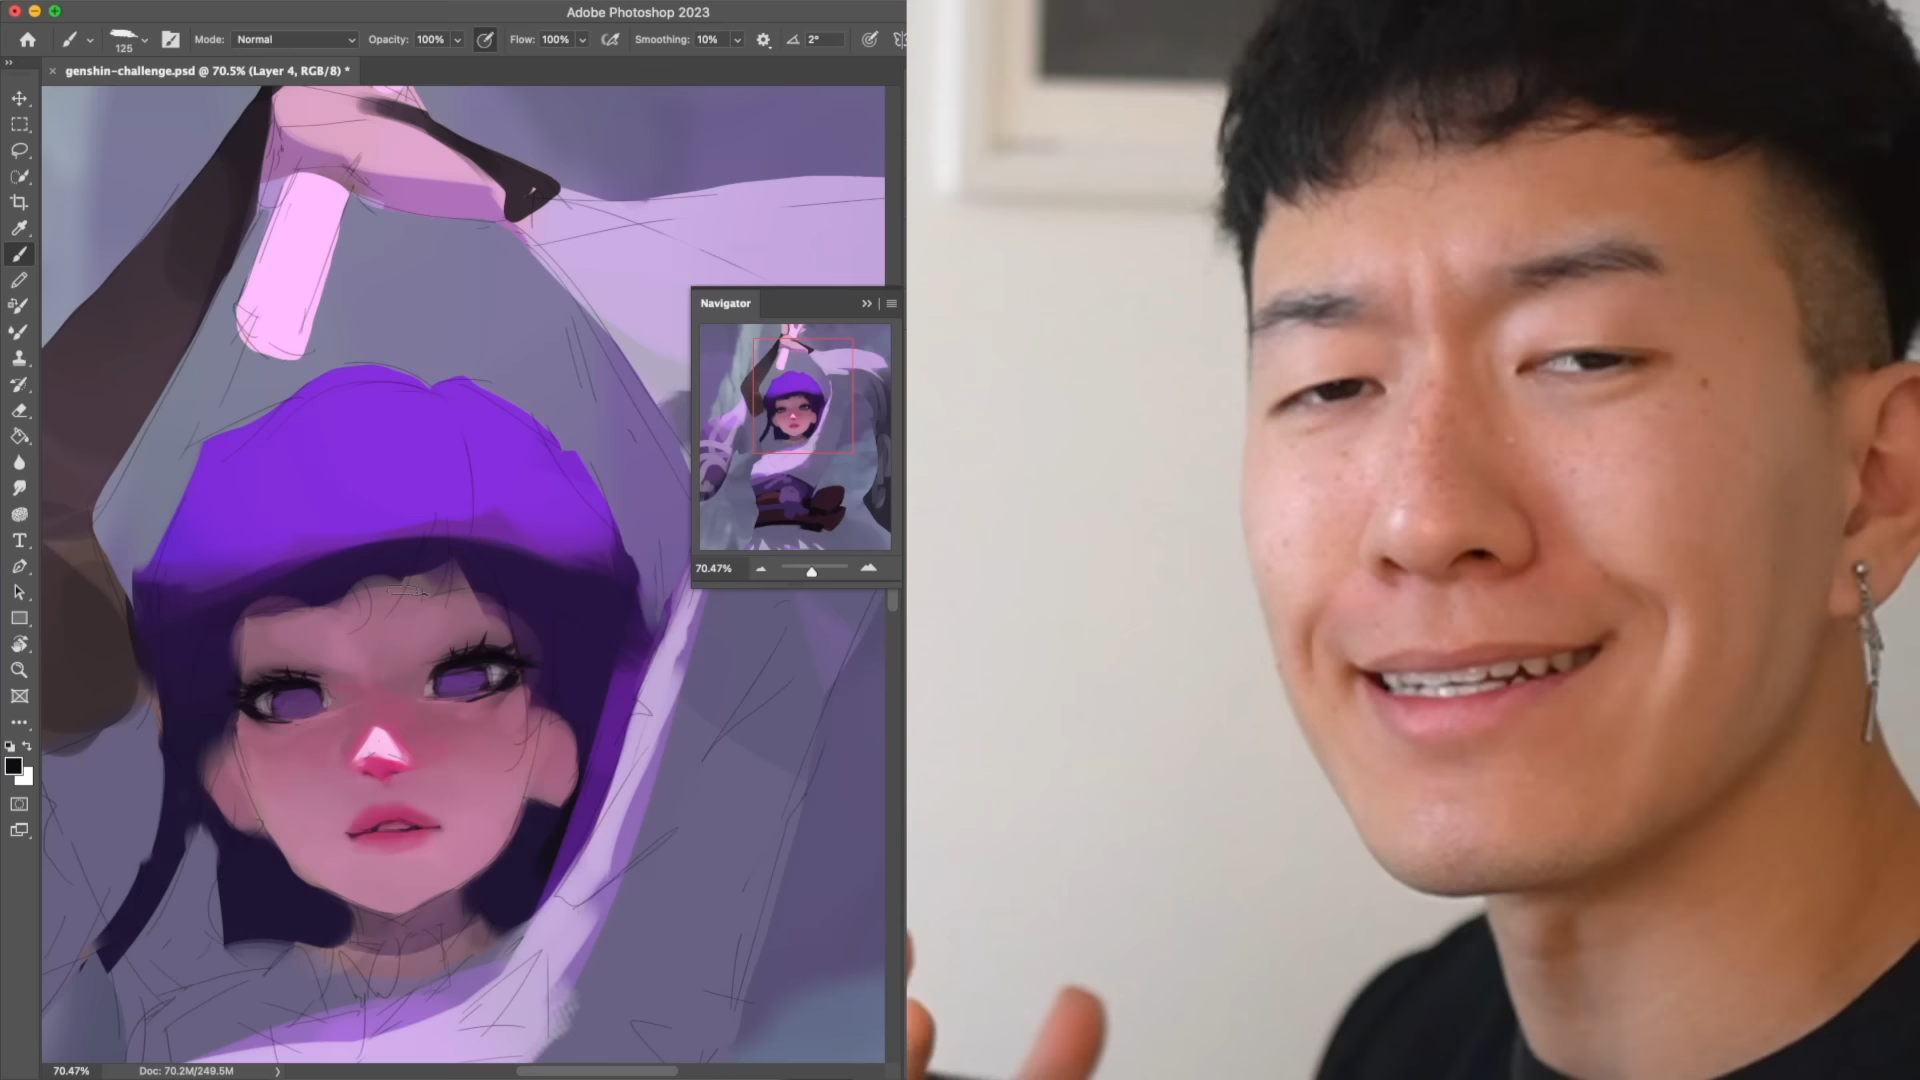 Adobe Photoshop 2023
125
Mode: Normal
Opacity: 100%
Flow: 100%
Smoothing: 10%
2°
genshin-challenge.psd @ 70.5% (Layer 4, RGB/8) *
Navigator
70.47%
70.47%
Doc: 70.2M/249.5M